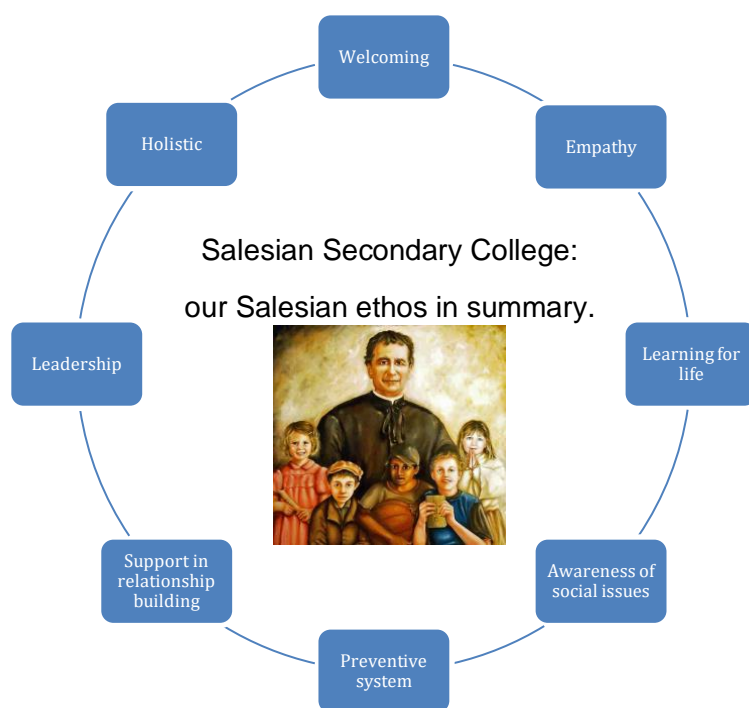 Welcoming
Empathy
Learning for
life
Awareness of
social issues
Preventive
system
Support in
relationship
building
Leadership
Holistic
Salesian Secondary College:
our Salesian ethos in summary.